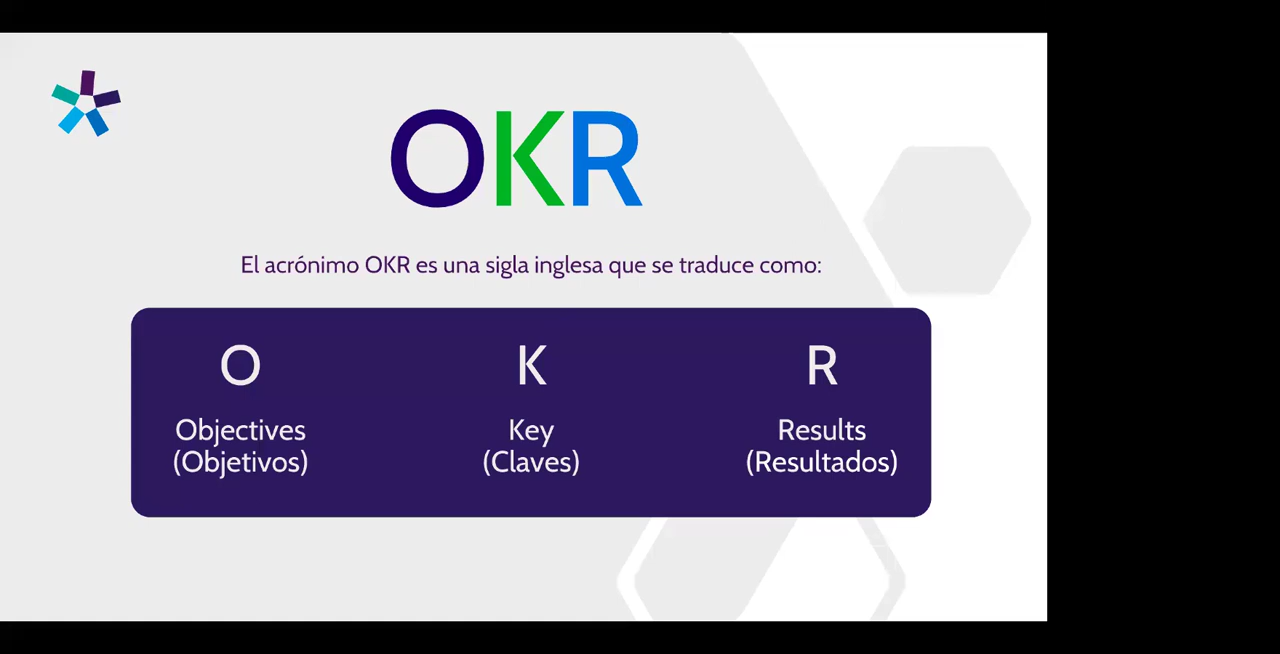 OKR
El acrónimo OKR es una sigla inglesa que se traduce como:
O
Objectives
(Objetivos)
K
Key
(Claves)
R
Results
(Resultados)